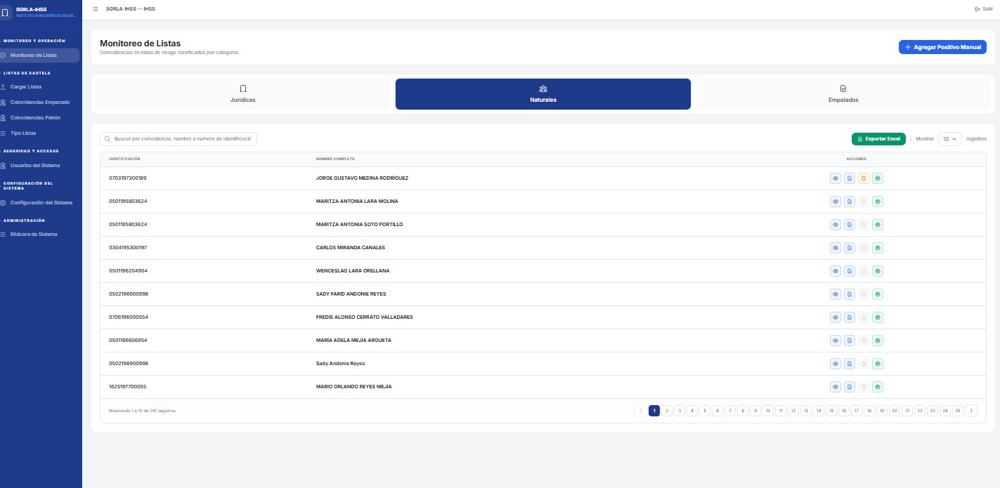 SGRLA-IHSS
INSTITUTO HONDUREÑO DE SEGURI...
SGRLA-IHSS — IHSS
Salir
MONITOREO Y OPERACIÓN
Monitoreo de Listas
LISTAS DE CAUTELA
Cargar Listas
Coincidencias Empezado
Coincidencias Patrón
Tipo Listas
SEGURIDAD Y ACCESOS
Usuarios del Sistema
CONFIGURACIÓN DEL
SISTEMA
Configuración del Sistema
ADMINISTRACIÓN
Bitácora de Sistema
Monitoreo de Listas
Coincidencias en listas de riesgo clasificadas por categoría.
Agregar Positivo Manual
Jurídicas
Naturales
Empalados
Buscar por coincidencia, nombre o número de identificació
Exportar Excel
Mostrar 10 registros
IDENTIFICACIÓN NOMBRE COMPLETO ACCIONES
0703197300189 JORGE GUSTAVO MEDINA RODRÍGUEZ
0501195803624 MARITZA ANTONIA LARA MOLINA
0501195803624 MARITZA ANTONIA SOTO PORTILLO
0304195300197 CARLOS MIRANDA CANALES
0501196204904 WENCESLAO LARA ORELLANA
0502196900998 SADY FARID ANDONIE REYES
0706196000054 FREDIS ALONSO CERRATO VALLADARES
0501196606954 MARÍA ADELA MEJÍA ARGUETA
0502196900998 Sady Andonie Reyes
1625197700055 MARIO ORLANDO REYES MEJIA
Mostrando 1 a 10 de 241 registros
1 2 3 4 5 6 7 8 9 10 11 12 13 14 15 16 17 18 19 20 21 22 23 24 25